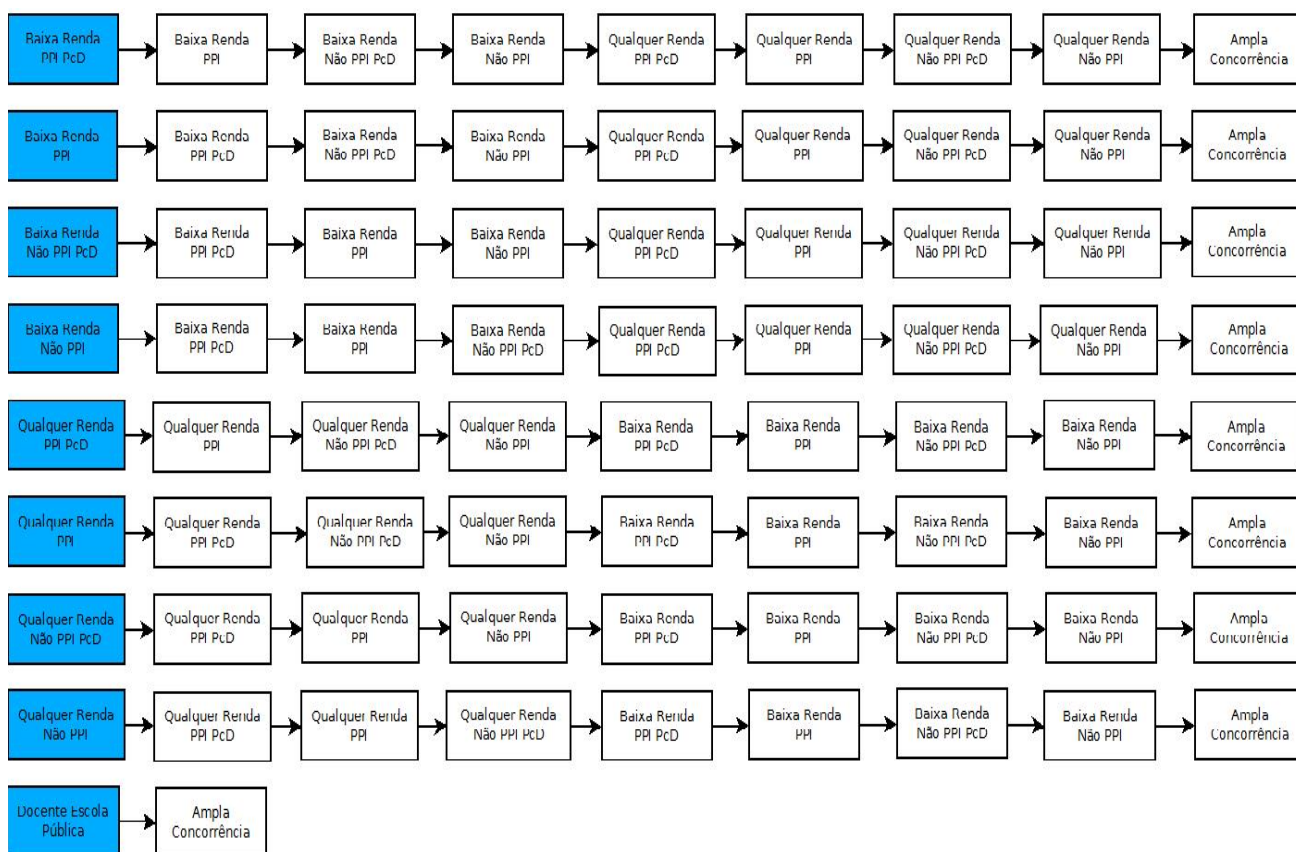 Baixa Renda
PPI PcD
Baixa Renda
PPI
Baixa Renda
Não PPI PcD
Baixa Renda
Não PPI
Qualquer Renda
PPI PcD
Qualquer Renda
PPI
Qualquer Renda
Não PPI PcD
Qualquer Renda
Não PPI
Ampla
Concorrência
Baixa Renda
PPI
Baixa Renda
PPI PcD
Baixa Renda
Não PPI PcD
Baixa Renda
Não PPI
Qualquer Renda
PPI PcD
Qualquer Renda
PPI
Qualquer Renda
Não PPI PcD
Qualquer Renda
Não PPI
Ampla
Concorrência
Baixa Renda
Não PPI PcD
Baixa Renda
PPI PcD
Baixa Renda
PPI
Baixa Renda
Não PPI
Qualquer Renda
PPI PcD
Qualquer Renda
PPI
Qualquer Renda
Não PPI PcD
Qualquer Renda
Não PPI
Ampla
Concorrência
Baixa Renda
Não PPI
Baixa Renda
PPI PcD
Baixa Renda
PPI
Baixa Renda
Não PPI PcD
Qualquer Renda
PPI PcD
Qualquer Renda
PPI
Qualquer Renda
Não PPI PcD
Qualquer Renda
Não PPI
Ampla
Concorrência
Qualquer Renda
PPI PcD
Qualquer Renda
PPI
Qualquer Renda
Não PPI PcD
Qualquer Renda
Não PPI
Baixa Renda
PPI PcD
Baixa Renda
PPI
Baixa Renda
Não PPI PcD
Baixa Renda
Não PPI
Ampla
Concorrência
Qualquer Renda
PPI
Qualquer Renda
PPI PcD
Qualquer Renda
Não PPI PcD
Qualquer Renda
Não PPI
Baixa Renda
PPI PcD
Baixa Renda
PPI
Baixa Renda
Não PPI PcD
Baixa Renda
Não PPI
Ampla
Concorrência
Qualquer Renda
Não PPI PcD
Qualquer Renda
PPI PcD
Qualquer Renda
PPI
Qualquer Renda
Não PPI
Baixa Renda
PPI PcD
Baixa Renda
PPI
Baixa Renda
Não PPI PcD
Baixa Renda
Não PPI
Ampla
Concorrência
Qualquer Renda
Não PPI
Qualquer Renda
PPI PcD
Qualquer Renda
PPI
Qualquer Renda
Não PPI PcD
Baixa Renda
PPI PcD
Baixa Renda
PPI
Baixa Renda
Não PPI PcD
Baixa Renda
Não PPI
Ampla
Concorrência
Docente Escola
Pública
Ampla
Concorrência